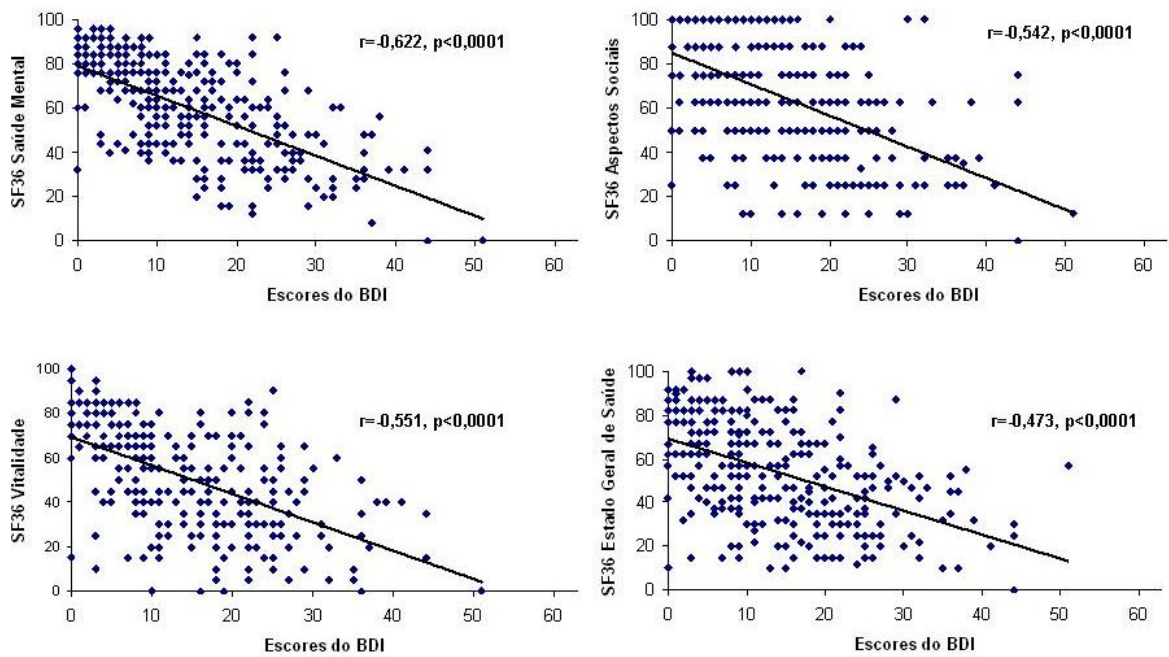 SF36 Saúde Mental
100
80
60
40
20
0
r=-0,622, p<0,0001
0 10 20 30 40 50 60
Escores do BDI
SF36 Aspectos Sociais
100
80
60
40
20
0
r=-0,542, p<0,0001
0 10 20 30 40 50 60
Escores do BDI
SF36 Vitalidade
100
80
60
40
20
0
r=-0,551, p<0,0001
0 10 20 30 40 50 60
Escores do BDI
SF36 Estado Geral de Saúde
100
80
60
40
20
0
r=-0,473, p<0,0001
0 10 20 30 40 50 60
Escores do BDI